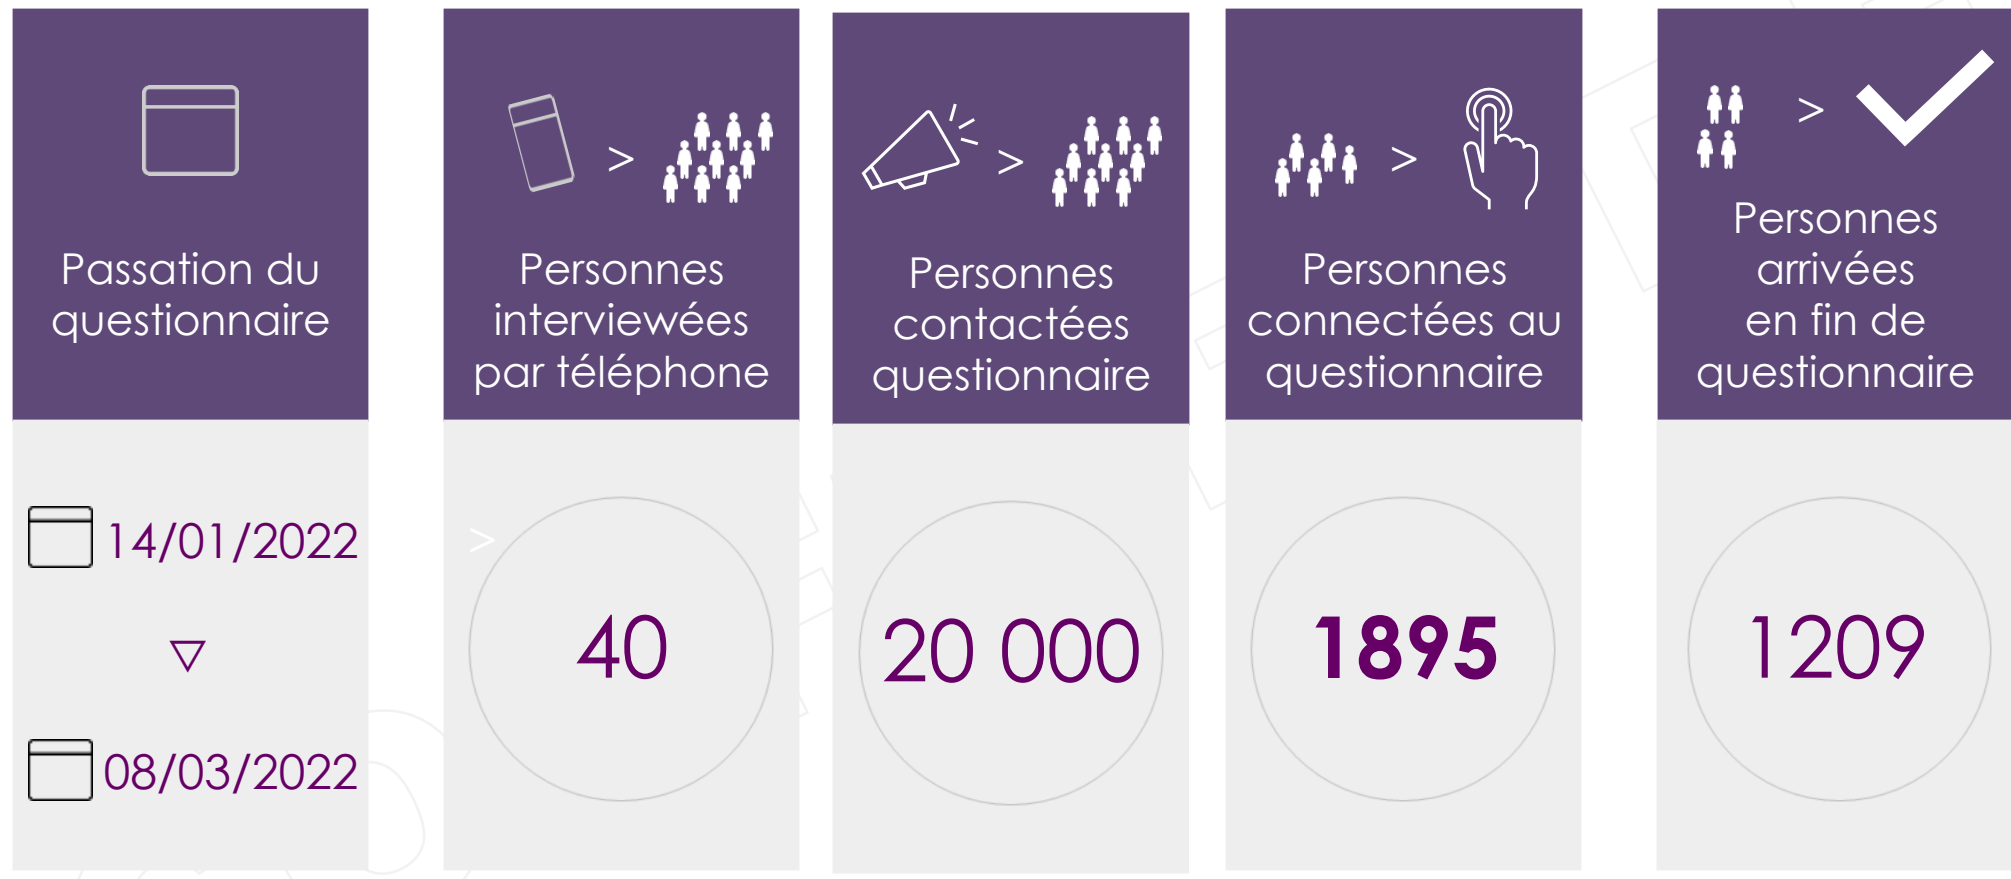 Passation du
questionnaire
14/01/2022
08/03/2022
>
Personnes
interviewées
par téléphone
>
40
>
Personnes
contactées
questionnaire
20 000
>
Personnes
connectées au
questionnaire
1895
>
Personnes
arrivées
en fin de
questionnaire
1209